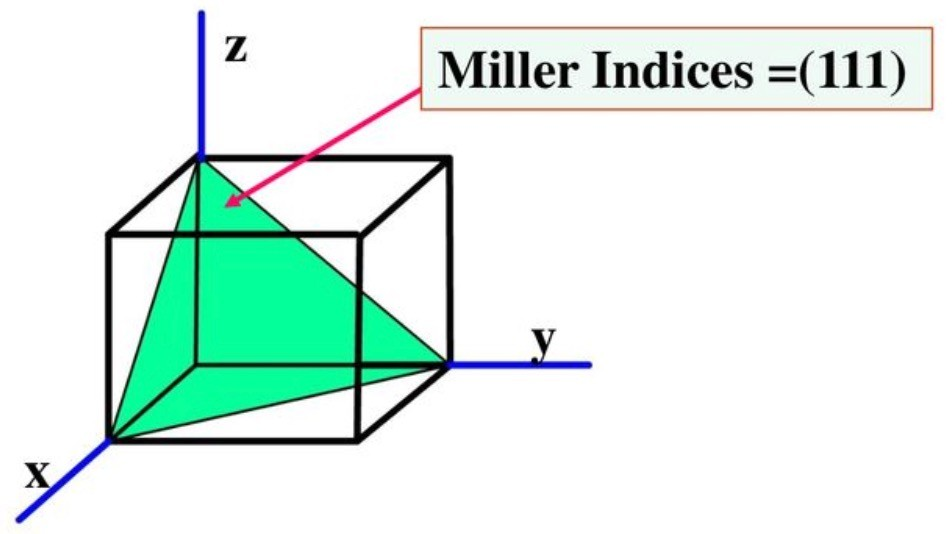 z
Miller Indices =(111)
y
x